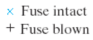 × Fuse intact
+ Fuse blown